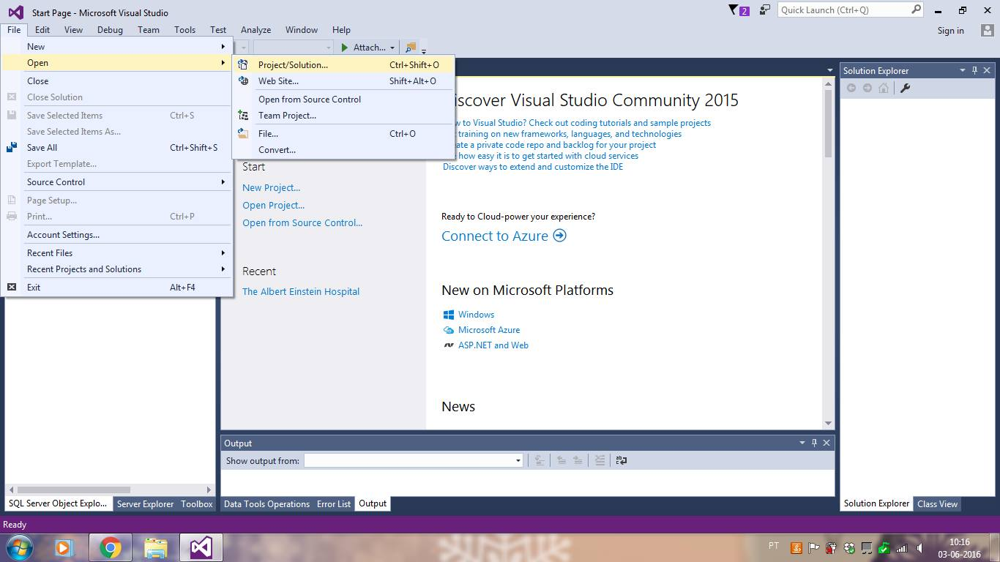 Start Page - Microsoft Visual Studio
2
Quick Launch (Ctrl+Q)
File Edit View Debug Team Tools Test Analyze Window Help
Sign in
New
Open
Close
Close Solution
Save Selected Items Ctrl+S
Save Selected Items As...
Save All Ctrl+Shift+S
Export Template...
Source Control
Page Setup...
Print... Ctrl+P
Account Settings...
Recent Files
Recent Projects and Solutions
Exit Alt+F4
Attach...
Project/Solution... Ctrl+Shift+O
Web Site... Shift+Alt+O
Open from Source Control
Team Project...
File... Ctrl+O
Convert...
Start
New Project...
Open Project...
Open from Source Control...
Recent
The Albert Einstein Hospital
iscover Visual Studio Community 2015
to Visual Studio? Check out coding tutorials and sample projects
training on new frameworks, languages, and technologies
ate a private code repo and backlog for your project
how easy it is to get started with cloud services
Discover ways to extend and customize the IDE
Ready to Cloud-power your experience?
Connect to Azure
New on Microsoft Platforms
Windows
Microsoft Azure
ASP.NET and Web
News
Solution Explorer
Output
Show output from:
SQL Server Object Explo... Server Explorer Toolbox
Data Tools Operations Error List Output
Solution Explorer Class View
Ready
PT
10:16
03-06-2016